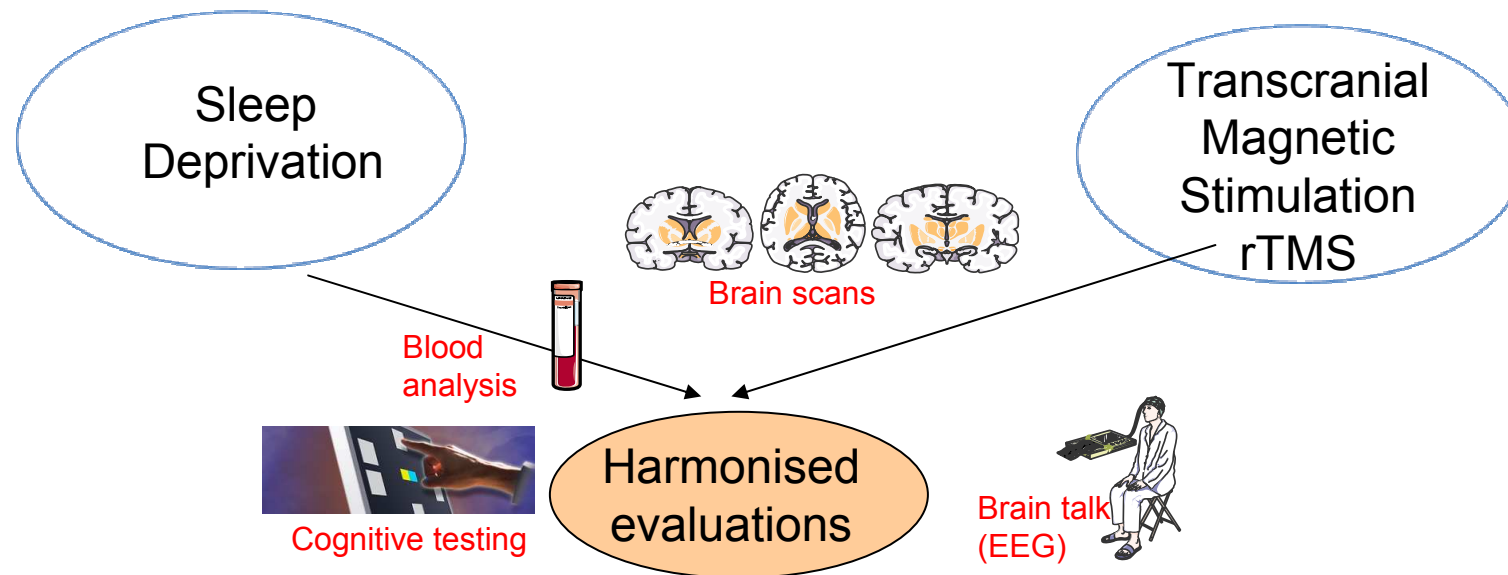 Sleep
Deprivation
Transcranial
Magnetic
Stimulation
rTMS
Brain scans
Blood
analysis
Cognitive testing
Harmonised
evaluations
Brain talk
(EEG)